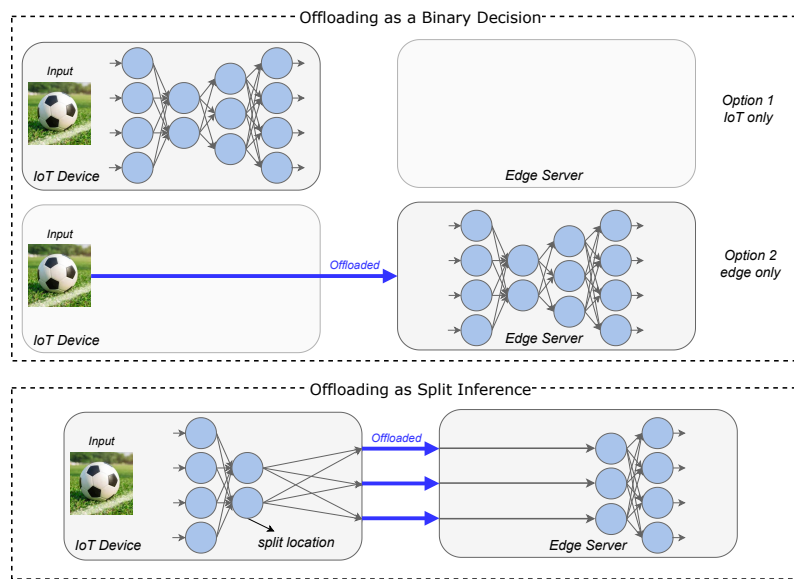 Offloading as a Binary Decision
Input
IoT Device
Edge Server
Option 1
IoT only
Input
Offloaded
IoT Device
Edge Server
Option 2
edge only
Offloading as Split Inference
Input
Offloaded
split location
IoT Device
Edge Server